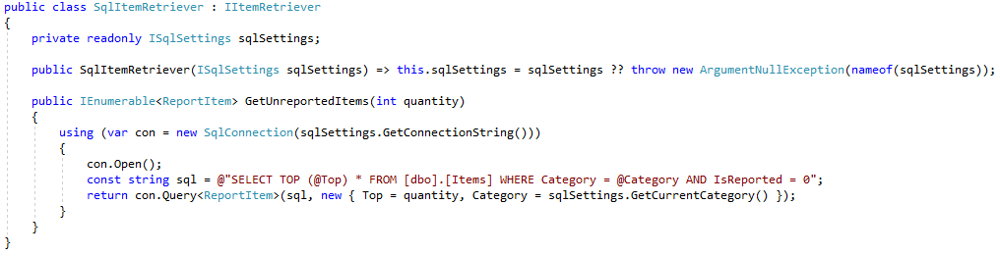 public class SqlItemRetriever : IItemRetriever
{
    private readonly ISqlSettings sqlSettings;

    public SqlItemRetriever(ISqlSettings sqlSettings) => this.sqlSettings = sqlSettings ?? throw new ArgumentNullException(nameof(sqlSettings));

    public IEnumerable<ReportItem> GetUnreportedItems(int quantity)
    {
        using (var con = new SqlConnection(sqlSettings.GetConnectionString()))
        {
            con.Open();
            const string sql = @"SELECT TOP (@Top) * FROM [dbo].[Items] WHERE Category = @Category AND IsReported = 0";
            return con.Query<ReportItem>(sql, new { Top = quantity, Category = sqlSettings.GetCurrentCategory() });
        }
    }
}